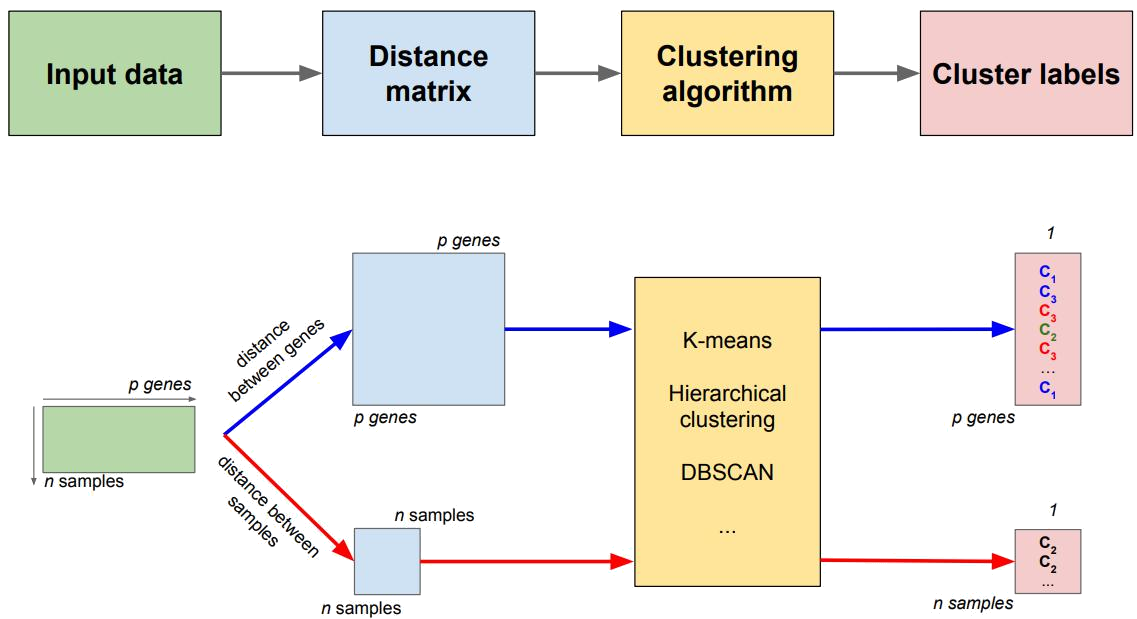 Input data
Distance
matrix
Clustering
algorithm
Cluster labels
p genes
n samples
distance
between genes
distance between
samples
p genes
p genes
n samples
n samples
K-means
Hierarchical
clustering
DBSCAN
...
1
C1
C3
C3
C2
C3
...
C1
p genes
1
C2
C2
...
n samples